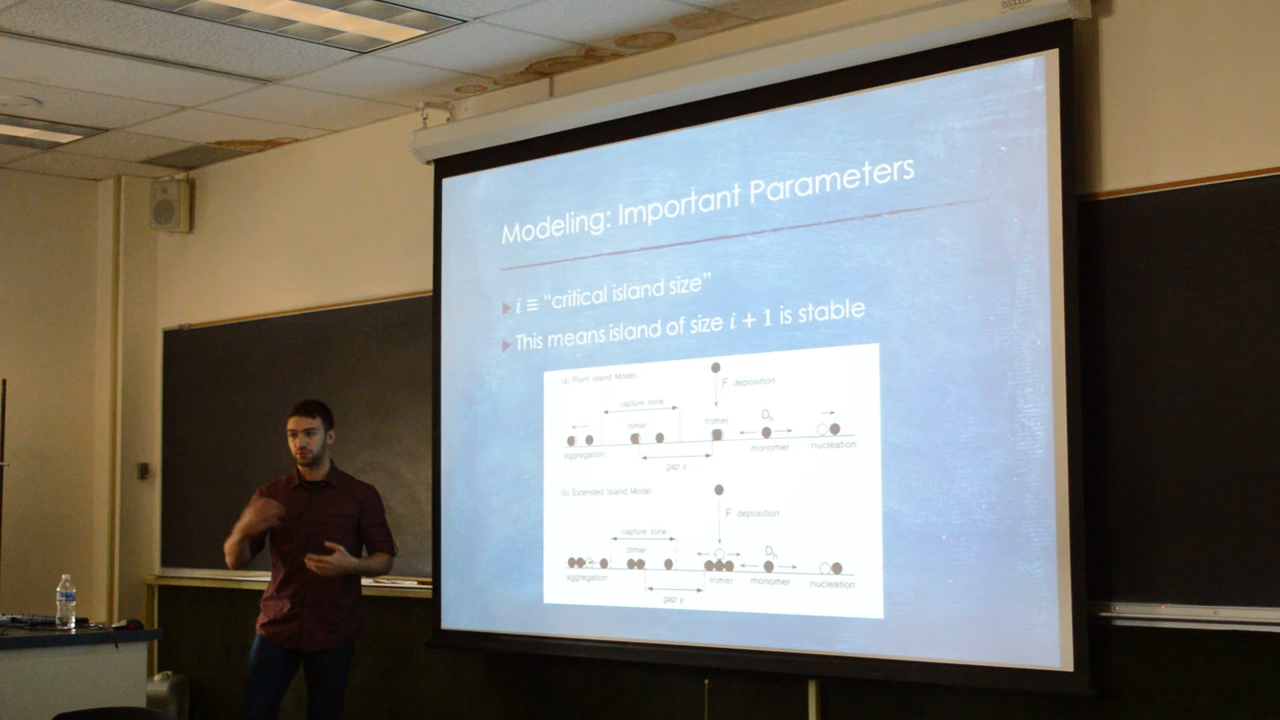 Modeling: Important Parameters
i ≡ “critical island size”
This means island of size i + 1 is stable
(a) Point Island Model
F deposition
capture zone
dimer
trimer
Dh
aggregation
monomer
nucleation
gap y
(b) Extended Island Model
F deposition
capture zone
dimer
Dh
aggregation
trimer
monomer
nucleation
gap y